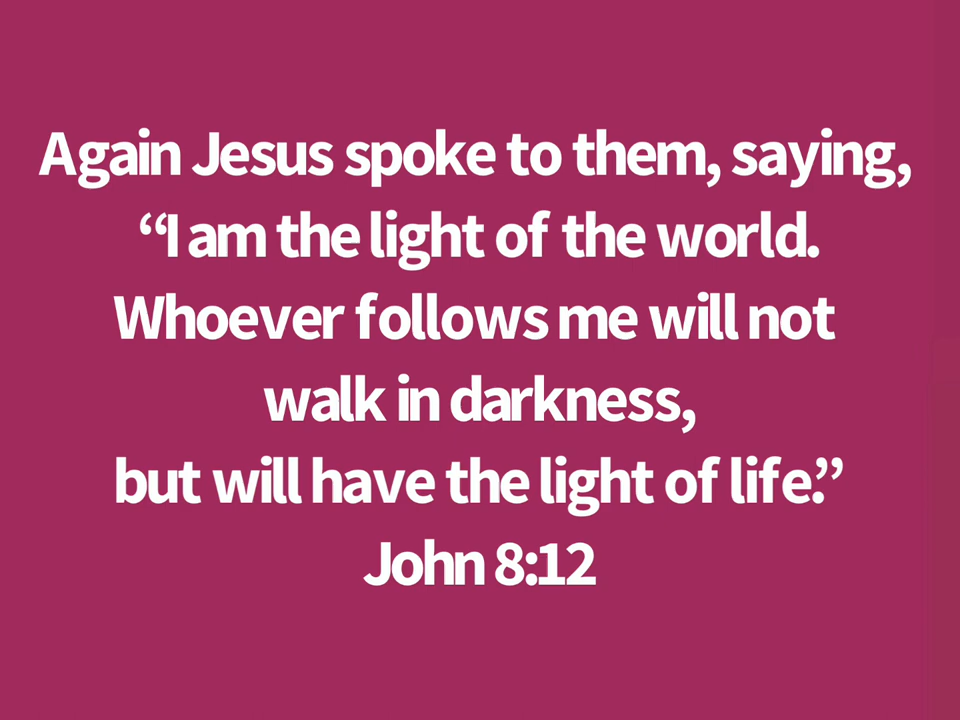 Again Jesus spoke to them, saying,
“I am the light of the world.
Whoever follows me will not
walk in darkness,
but will have the light of life.”
John 8:12